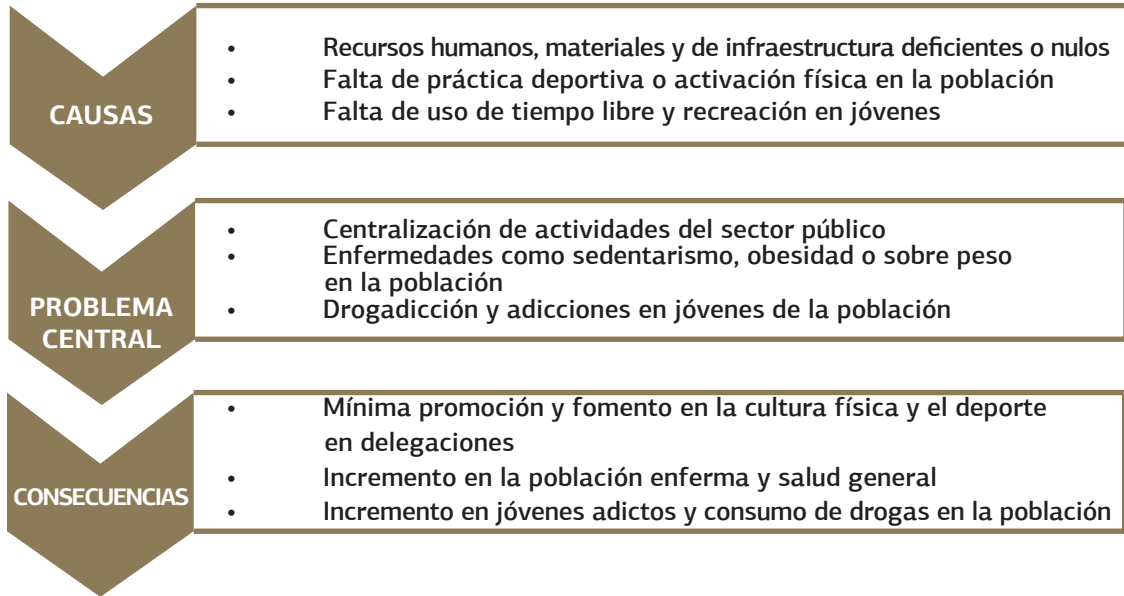 CAUSAS
• Recursos humanos, materiales y de infraestructura deficientes o nulos
• Falta de práctica deportiva o activación física en la población
• Falta de uso de tiempo libre y recreación en jóvenes
PROBLEMA
CENTRAL
• Centralización de actividades del sector público
• Enfermedades como sedentarismo, obesidad o sobre peso
en la población
• Drogadicción y adicciones en jóvenes de la población
CONSECUENCIAS
• Mínima promoción y fomento en la cultura física y el deporte
en delegaciones
• Incremento en la población enferma y salud general
• Incremento en jóvenes adictos y consumo de drogas en la población